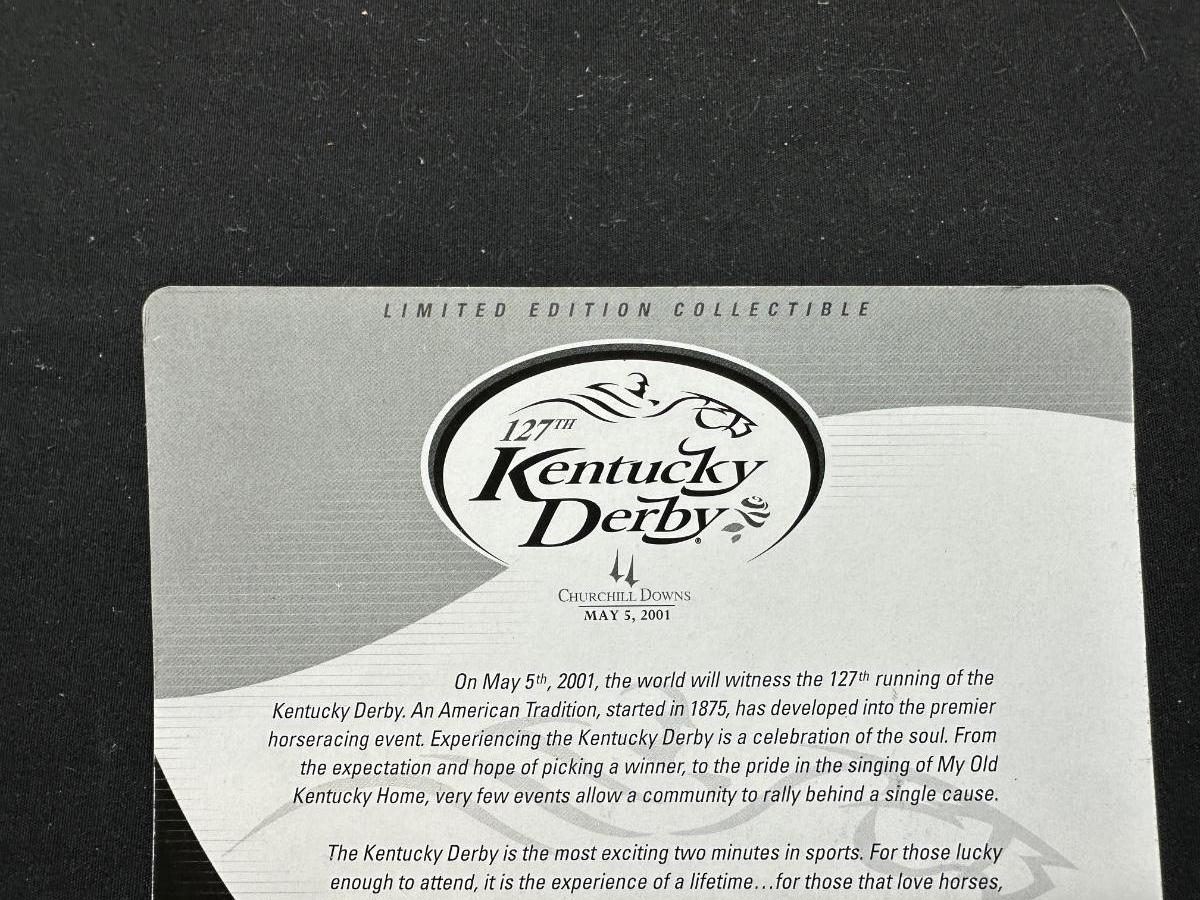 LIMITED EDITION COLLECTIBLE
127TH
Kentucky
Derby®
CHURCHILL DOWNS
MAY 5, 2001
On May 5th, 2001, the world will witness the 127th running of the
Kentucky Derby. An American Tradition, started in 1875, has developed into the premier
horseracing event. Experiencing the Kentucky Derby is a celebration of the soul. From
the expectation and hope of picking a winner, to the pride in the singing of My Old
Kentucky Home, very few events allow a community to rally behind a single cause.
The Kentucky Derby is the most exciting two minutes in sports. For those lucky
enough to attend, it is the experience of a lifetime...for those that love horses,